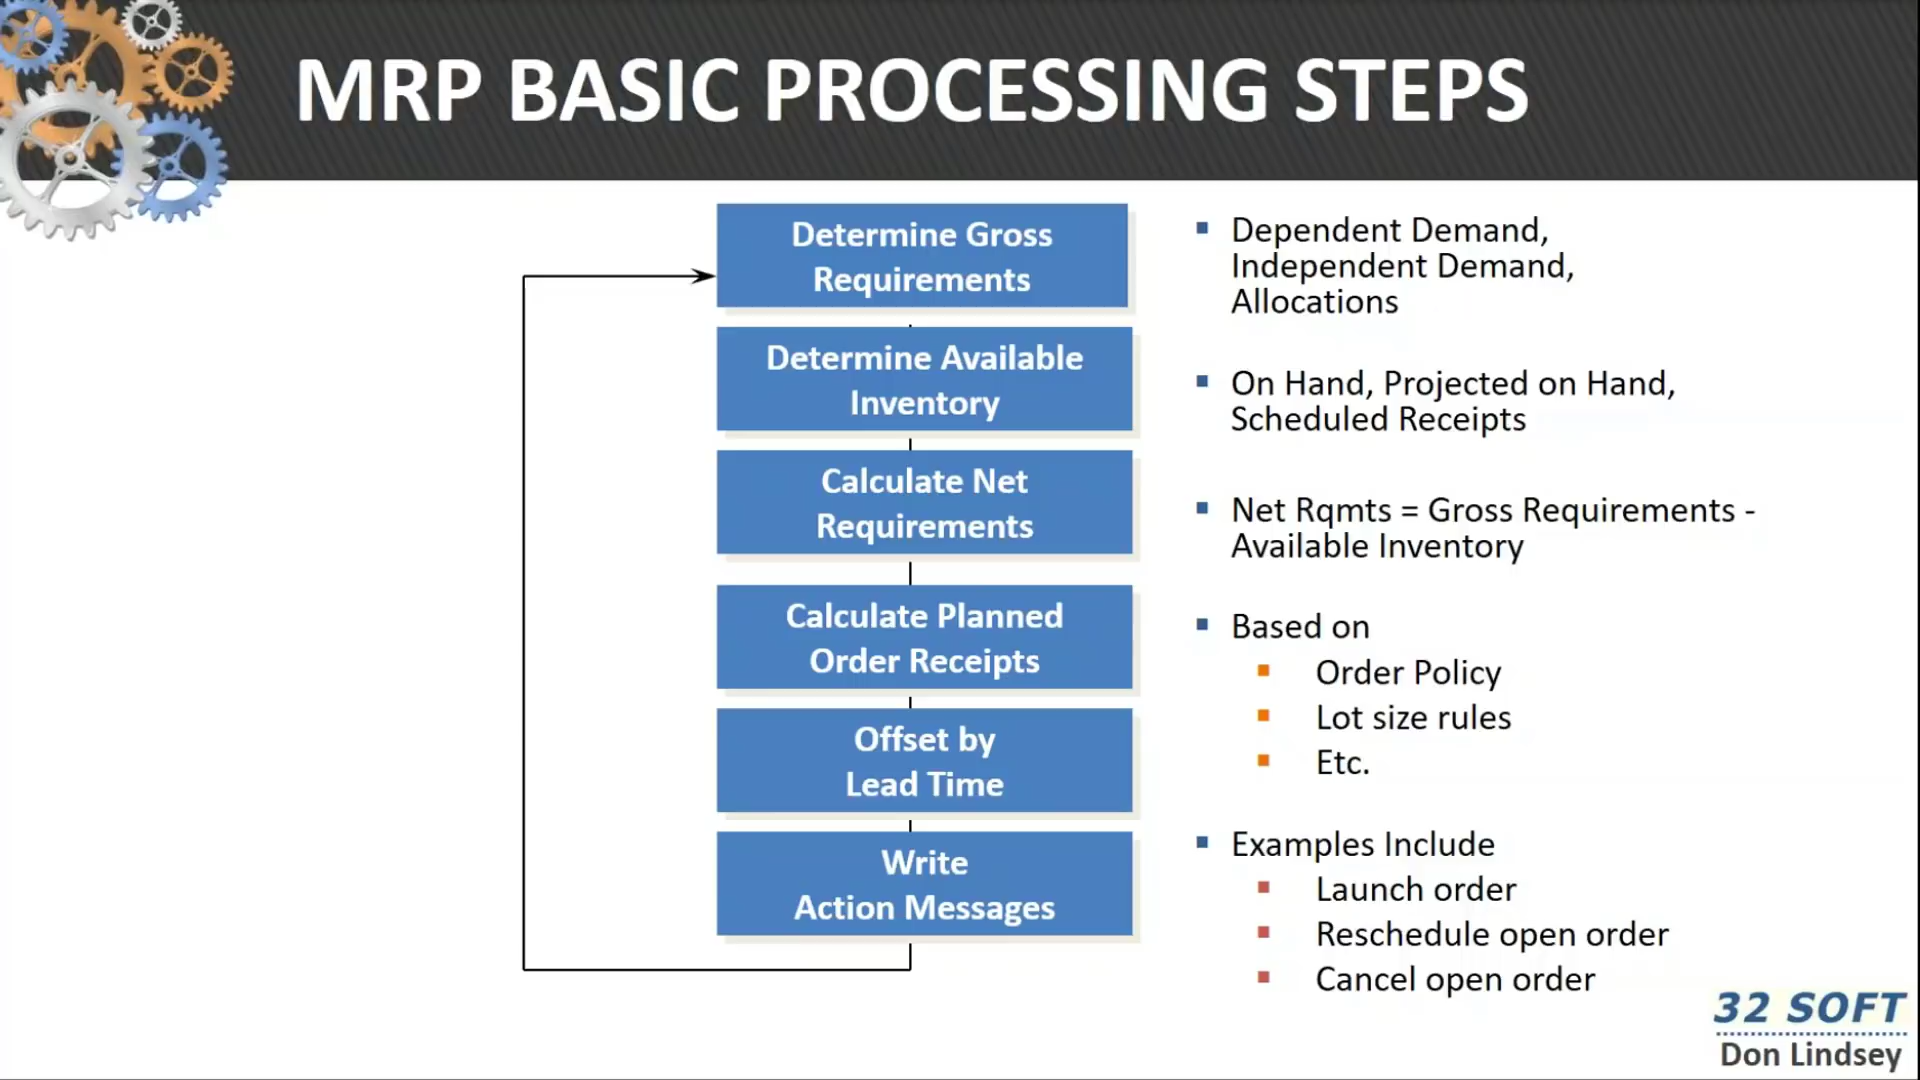 MRP BASIC PROCESSING STEPS
Determine Gross
Requirements
Dependent Demand,
Independent Demand,
Allocations
Determine Available
Inventory
On Hand, Projected on Hand,
Scheduled Receipts
Calculate Net
Requirements
Net Rqmts = Gross Requirements -
Available Inventory
Calculate Planned
Order Receipts
Based on
Order Policy
Lot size rules
Etc.
Offset by
Lead Time
Write
Action Messages
Examples Include
Launch order
Reschedule open order
Cancel open order
32 SOFT
Don Lindsey